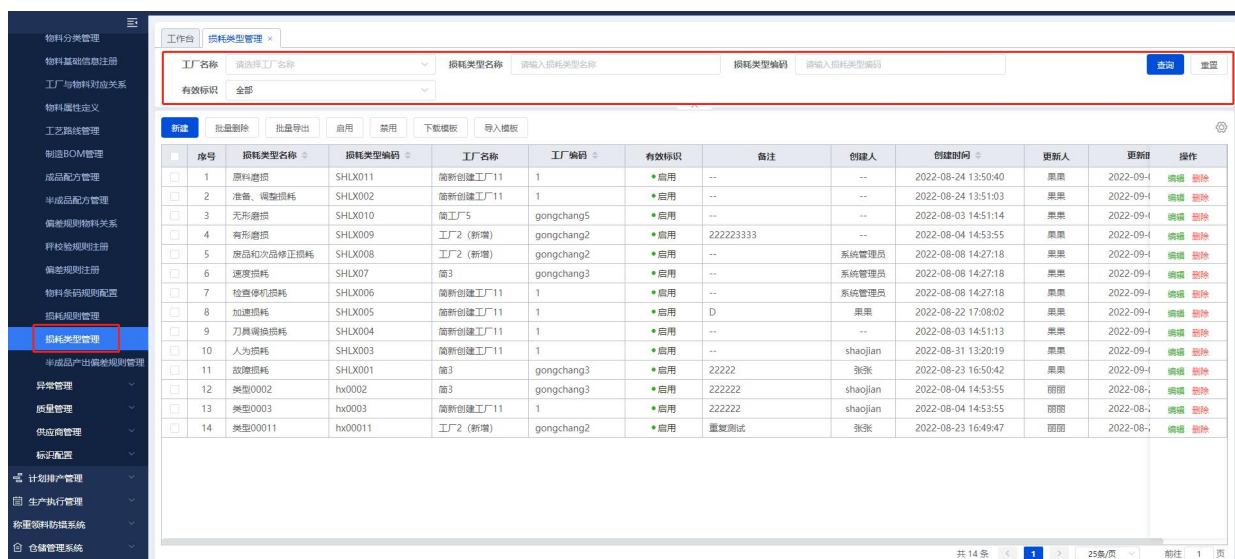 物料分类管理
物料基础信息注册
工厂与物料对应关系
物料属性定义
工艺路线管理
制造BOM管理
成品配方管理
半成品配方管理
偏差规则物料关系
秤校验规则注册
偏差规则注册
物料条码规则配置
损耗规则管理
损耗类型管理
半成品产出偏差规则管理
异常管理
质量管理
供应商管理
标识配置
计划排产管理
生产执行管理
称重领料防错系统
仓储管理系统
工作台 损耗类型管理 ×
工厂名称 请选择工厂名称 损耗类型名称 请输入损耗类型名称 损耗类型编码 请输入损耗类型编码 查询 重置
有效标识 全部
新建 批量删除 批量导出 启用 禁用 下载模板 导入模板
序号 损耗类型名称 损耗类型编码 工厂名称 工厂编码 有效标识 备注 创建人 创建时间 更新人 更新时 操作
1 原料磨损 SHLX011 简新创建工厂11 1 启用 -- -- 2022-08-24 13:50:40 果果 2022-09-( 编辑 删除
2 准备、调整损耗 SHLX002 简新创建工厂11 1 启用 -- -- 2022-08-24 13:51:03 果果 2022-09-( 编辑 删除
3 无形磨损 SHLX010 简工厂5 gongchang5 启用 -- -- 2022-08-03 14:51:14 果果 2022-09-( 编辑 删除
4 有形磨损 SHLX009 工厂2 (新增) gongchang2 启用 222223333 -- 2022-08-04 14:53:55 果果 2022-09-( 编辑 删除
5 废品和次品修正损耗 SHLX008 工厂2 (新增) gongchang2 启用 -- 系统管理员 2022-08-08 14:27:18 果果 2022-09-( 编辑 删除
6 速度损耗 SHLX07 简3 gongchang3 启用 -- 系统管理员 2022-08-08 14:27:18 果果 2022-09-( 编辑 删除
7 检查停机损耗 SHLX006 简新创建工厂11 1 启用 -- 系统管理员 2022-08-08 14:27:18 果果 2022-09-( 编辑 删除
8 加速损耗 SHLX005 简新创建工厂11 1 启用 D 果果 2022-08-22 17:08:02 果果 2022-09-( 编辑 删除
9 刀具调换损耗 SHLX004 简新创建工厂11 1 启用 -- -- 2022-08-03 14:51:13 果果 2022-09-( 编辑 删除
10 人为损耗 SHLX003 简新创建工厂11 1 启用 -- shaojian 2022-08-31 13:20:19 果果 2022-09-( 编辑 删除
11 故障损耗 SHLX001 简3 gongchang3 启用 22222 张张 2022-08-23 16:50:42 果果 2022-09-( 编辑 删除
12 类型0002 hx0002 简3 gongchang3 启用 222222 shaojian 2022-08-04 14:53:55 丽丽 2022-08-2 编辑 删除
13 类型0003 hx0003 简新创建工厂11 1 启用 222222 shaojian 2022-08-04 14:53:55 丽丽 2022-08-2 编辑 删除
14 类型00011 hx00011 工厂2 (新增) gongchang2 启用 重复测试 张张 2022-08-23 16:49:47 丽丽 2022-08-2 编辑 删除
共 14 条 1 25条/页 前往 1 页